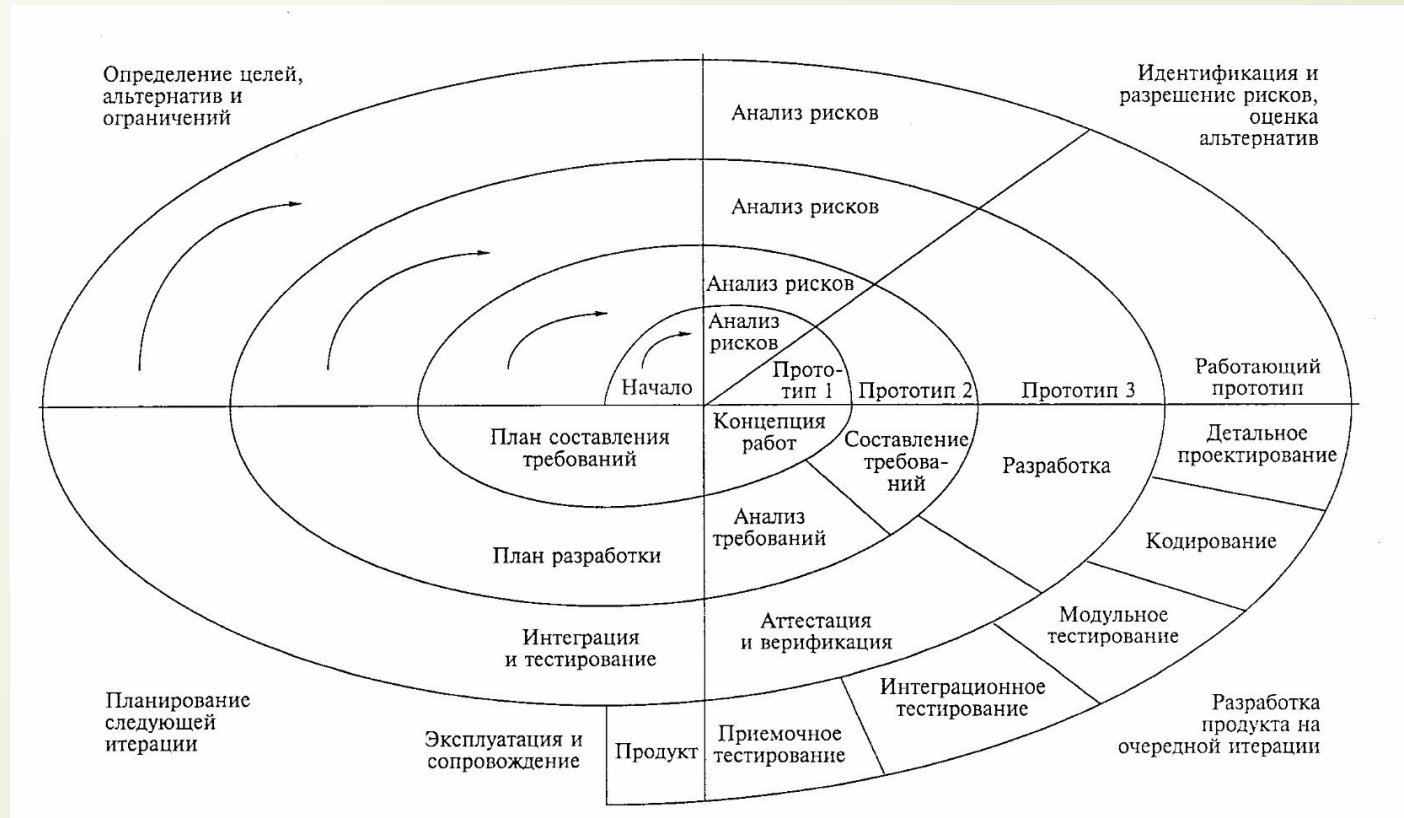 Определение целей,
альтернатив и
ограничений
Идентификация и
разрешение рисков,
оценка
альтернатив
Анализ рисков
Анализ рисков
Анализ рисков
Анализ
рисков
Начало
Прото-
тип 1
Прототип 2
Прототип 3
Работающий
прототип
План составления
требований
Концепция
работ
Составление
требова-
ний
Разработка
Детальное
проектирование
План разработки
Анализ
требований
Кодирование
Интеграция
и тестирование
Аттестация
и верификация
Модульное
тестирование
Планирование
следующей
итерации
Эксплуатация и
сопровождение
Продукт
Приемочное
тестирование
Интеграционное
тестирование
Разработка
продукта на
очередной итерации